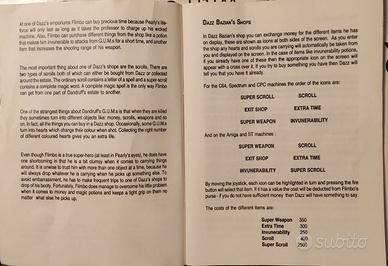 At one of Dazz's emporiums Flimbo can buy precious time because Pearly's life-
force will only last as long as it takes the professor to charge up his wicked
machine. Also, Flimbo can purchase different things from the shop like a potion
that makes him invulnerable to attacks from G.U.M.s for a short time, and another
item that increases the shooting range of his weapon.
The most important thing about one of Dazz's shops are the scrolls. There are
two types of scrolls both of which can either be bought from Dazz or collected
around the estate. The ordinary scroll contains a letter of a spell and a super-scroll
contains a complete magic word. A complete magic spell is the only way Flimbo
can get from one part of Dandruff's estate to another.
One of the strangest things about Dandruff's G.U.M.s is that when they are killed
they sometimes turn into different items like: money, scrolls, weapons and so
on. In fact, all the things you can buy in a Dazz shop. Occasionally, some G.U.M.s
turn into hearts which change their colour when shot. Collecting the right number
of different coloured hearts gives you an extra life.
Even though Flimbo is a true super-hero (at least in Pearly's eyes), he does have
one shortcoming in that he is a bit clumsy when it comes to carrying things
around. It is unwise to trust him with more than one object at a time, because he
will always drop whatever he is carrying when he picks up something else. To
avoid embarrassment, he has to make frequent trips to one of Dazz's shops to
drop off his booty. Fortunately, Flimbo does manage to overcome his little problem
when it comes to money and magic potions and keeps a tight grip on them no
matter what else he picks up.
DAZZ BAZIAN'S SHOPS
In Dazz Bazian's shop you can exchange money for the different items he has
on display, these are shown as icons at both sides of the screen. As you enter
the shop any hearts and scrolls you are carrying will automatically be taken from
you and displayed on the screen. In the case of items like invulnerability potions,
if you already have one of these then the appropriate icon on the screen will
appear with a cross over it. If you try to buy something you have then Dazz will
tell you that you have it already.
For the C64, Spectrum and CPC machines the order of the icons are:
SUPER SCROLL SCROLL
EXIT SHOP EXTRA TIME
SUPER WEAPON INVULNERABILITY
And on the Amiga and ST machines :
SUPER WEAPON SCROLL
EXIT SHOP EXTRA TIME
INVULNERABILITY SUPER SCROLL
By moving the joystick, each icon can be highlighted in turn and pressing the fire
button will select that item. If it has a value the cost will be deducted from Flimbo's
purse - if you do not have sufficient money then Dazz will have something to say.
The costs of the different items are:
Super Weapon 350
Extra Time 300
Invulnerability 250
Scroll 400
Super Scroll
subito